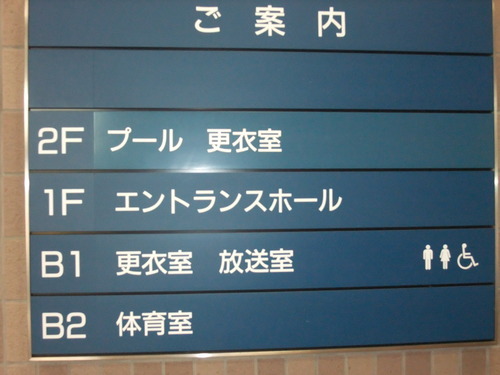 ご案内
2F プール 更衣室
1F エントランスホール
B1 更衣室 放送室
B2 体育室